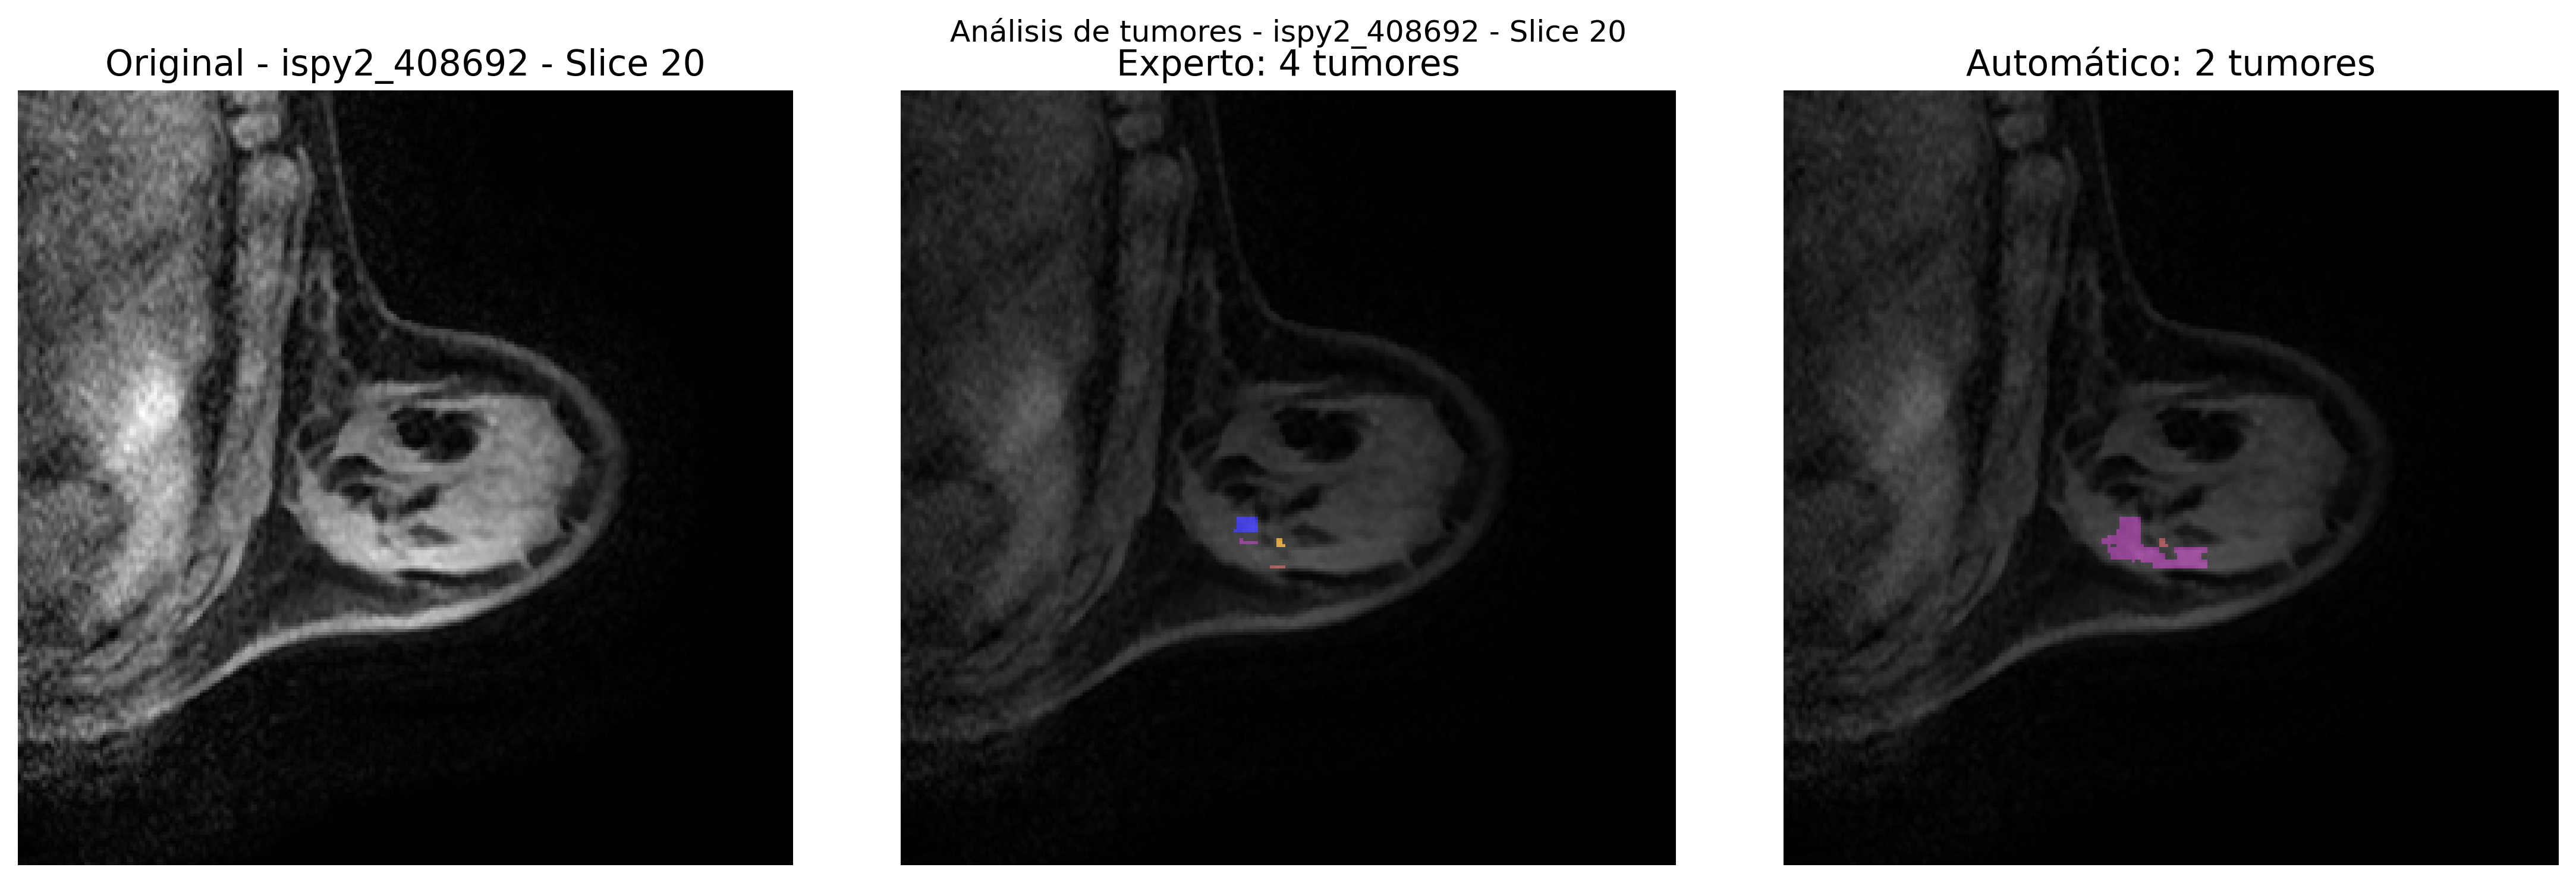 Análisis de tumores - ispy2_408692 - Slice 20
Original - ispy2_408692 - Slice 20
Experto: 4 tumores
Automático: 2 tumores